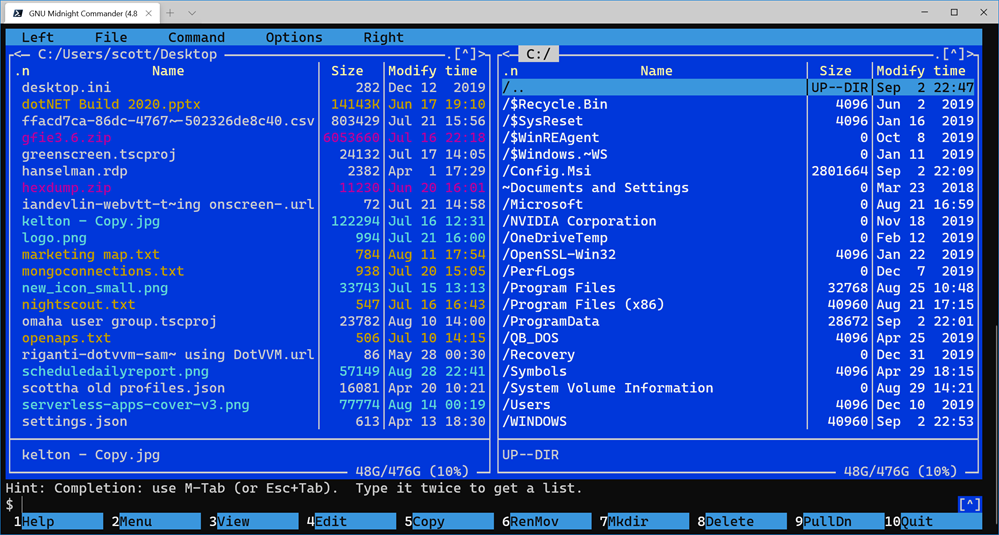 GNU Midnight Commander (4.8
Left File Command Options Right
<— C:/Users/scott/Desktop .[^]>
.n Name Size Modify time
desktop.ini 282 Dec 12 2019
dotNET Build 2020.pptx 14143K Jun 17 19:10
ffacd7ca-86dc-4767~-502326de8c40.csv 803429 Jul 21 15:56
gfie3.6.zip 6053660 Jul 16 22:18
greenscreen.tscproj 24132 Jul 17 14:05
hanselman.rdp 2382 Apr 1 17:29
hexdump.zip 11230 Jun 20 16:01
iandevlin-webvtt-t~ing onscreen-.url 72 Jul 21 14:58
kelton - Copy.jpg 122294 Jul 16 12:31
logo.png 994 Jul 21 16:00
marketing map.txt 784 Aug 11 17:54
mongoconnections.txt 938 Jul 20 15:05
new_icon_small.png 33743 Jul 15 13:13
nightscout.txt 547 Jul 16 16:43
omaha user group.tscproj 23782 Aug 10 14:00
openaps.txt 506 Jul 10 14:15
riganti-dotvvm-sam~ using DotVVM.url 86 May 28 00:30
scheduledailyreport.png 57149 Aug 28 22:41
scottha old profiles.json 16081 Apr 20 10:21
serverless-apps-cover-v3.png 77774 Aug 14 00:19
settings.json 613 Apr 13 18:30
kelton - Copy.jpg
48G/476G (10%)
<— C:/ .[^]>
.n Name Size Modify time
/.. UP--DIR Sep 2 22:47
/$Recycle.Bin 4096 Jun 2 2019
/$SysReset 4096 Jan 16 2019
/$WinREAgent 0 Oct 8 2019
/$Windows.~WS 0 Jan 11 2019
/Config.Msi 2801664 Sep 2 22:09
~Documents and Settings 0 Mar 23 2018
/Microsoft 0 Aug 21 16:59
/NVIDIA Corporation 0 Nov 18 2019
/OneDriveTemp 0 Feb 12 2019
/OpenSSL-Win32 4096 Jan 22 2019
/PerfLogs 0 Dec 7 2019
/Program Files 32768 Aug 25 10:48
/Program Files (x86) 40960 Aug 21 17:15
/ProgramData 28672 Sep 2 22:01
/QB_DOS 4096 Apr 25 2019
/Recovery 0 Dec 31 2019
/Symbols 4096 Apr 29 18:15
/System Volume Information 0 Aug 29 14:21
/Users 4096 Dec 10 2019
/WINDOWS 40960 Sep 2 22:53
UP--DIR
48G/476G (10%)
Hint: Completion: use M-Tab (or Esc+Tab). Type it twice to get a list.
$ [^]
1Help 2Menu 3View 4Edit 5Copy 6RenMov 7Mkdir 8Delete 9PullDn 10Quit